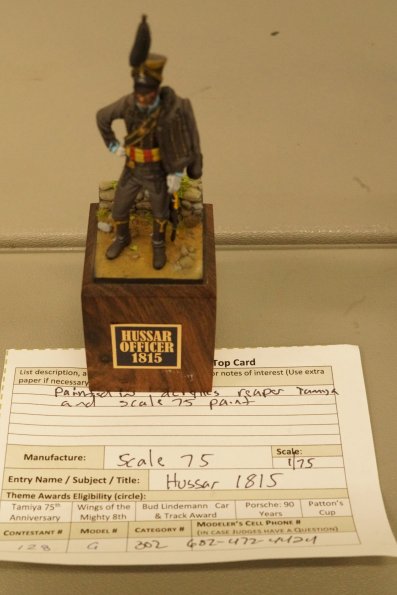 HUSSAR
OFFICER
1815
Top Card
List description, or notes of interest (Use extra
paper if necessary
Painted in acrylics reaper Tamiya
and scale 75 paint
Manufacture: Scale 75 Scale: 1/75
Entry Name / Subject / Title: Hussar 1815
Theme Awards Eligibility (circle):
Tamiya 75th Anniversary Wings of the Mighty 8th Bud Lindemann Car & Track Award Porsche: 90 Years Patton's Cup
CONTESTANT # MODEL # CATEGORY # MODELER'S CELL PHONE #
(IN CASE JUDGES HAVE A QUESTION)
128 G 302